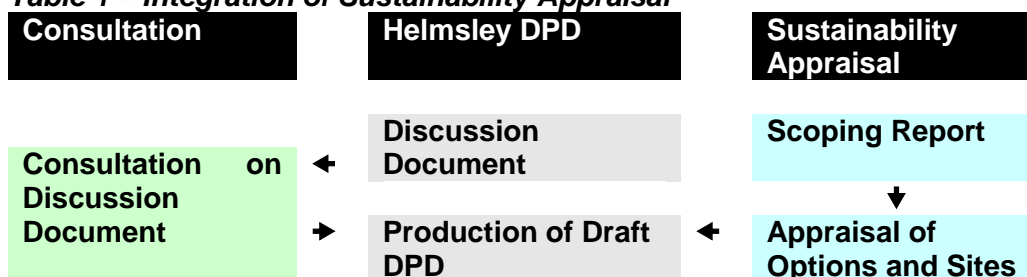 Table 1 – Integration of Sustainability Appraisal
Consultation
Helmsley DPD
Sustainability
Appraisal
Discussion
Document
Scoping Report
Consultation on
Discussion
Document
Production of Draft
DPD
Appraisal of
Options and Sites